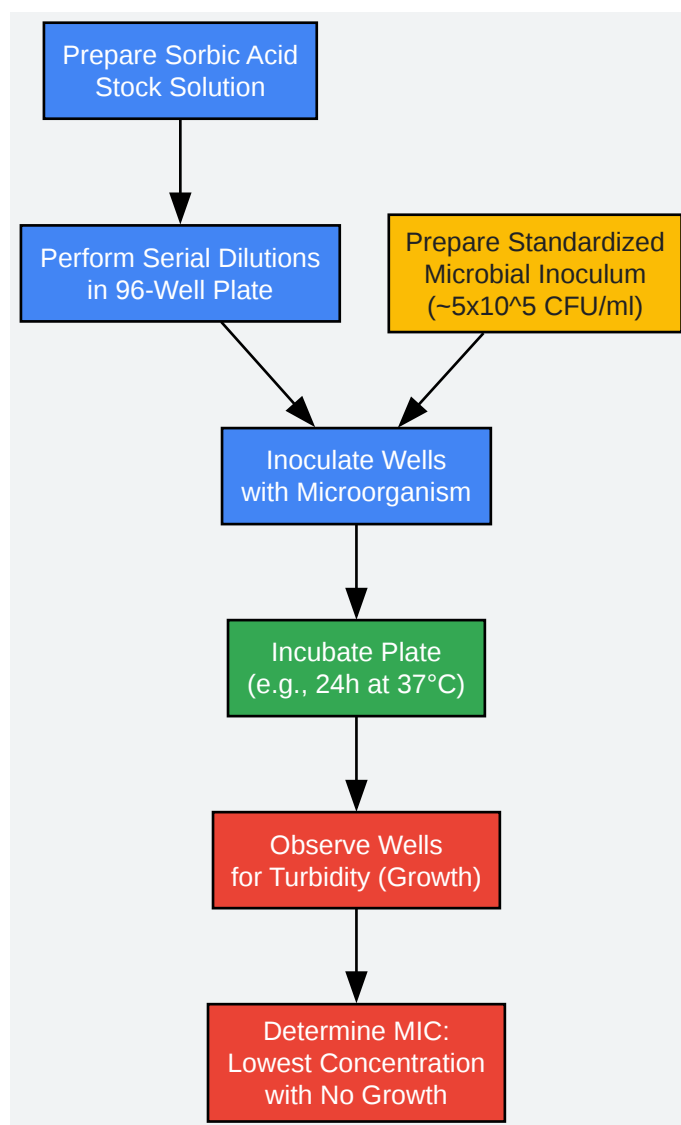 Prepare Sorbic Acid
Stock Solution
Perform Serial Dilutions
in 96-Well Plate
Prepare Standardized
Microbial Inoculum
(~5x10^5 CFU/ml)
Inoculate Wells
with Microorganism
Incubate Plate
(e.g., 24h at 37°C)
Observe Wells
for Turbidity (Growth)
Determine MIC:
Lowest Concentration
with No Growth